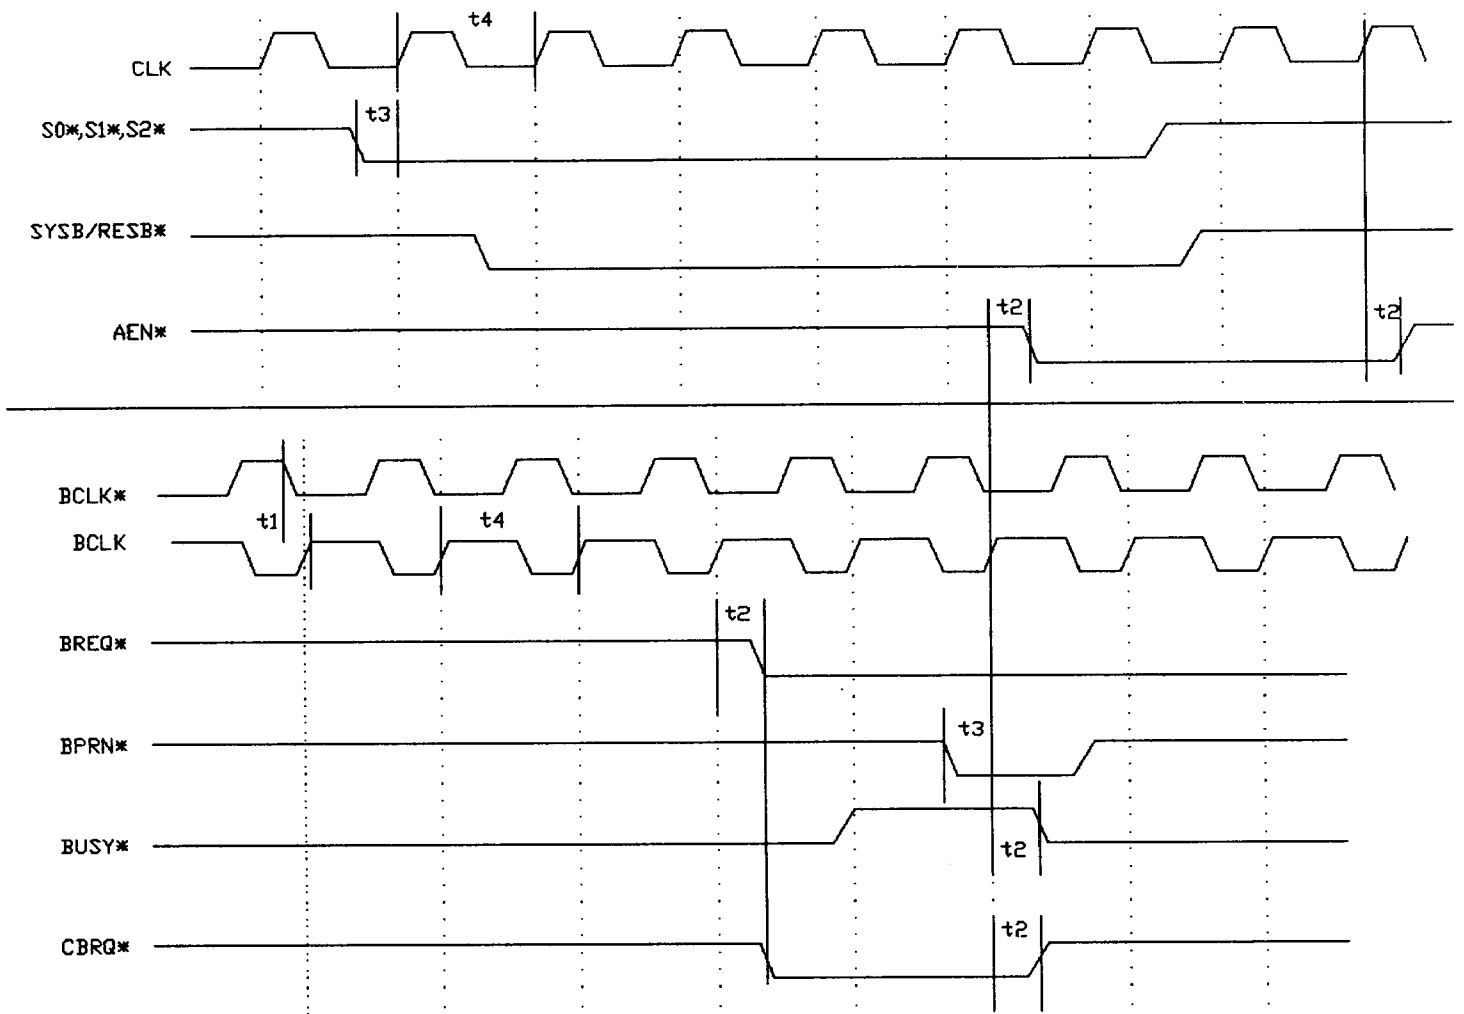 t4
CLK
t3
S0*,S1*,S2*
SYSB/RESB*
t2
t2
AEN*
BCLK*
t1
t4
BCLK
t2
BREQ*
t3
BPRN*
BUSY*
t2
t2
CBRQ*